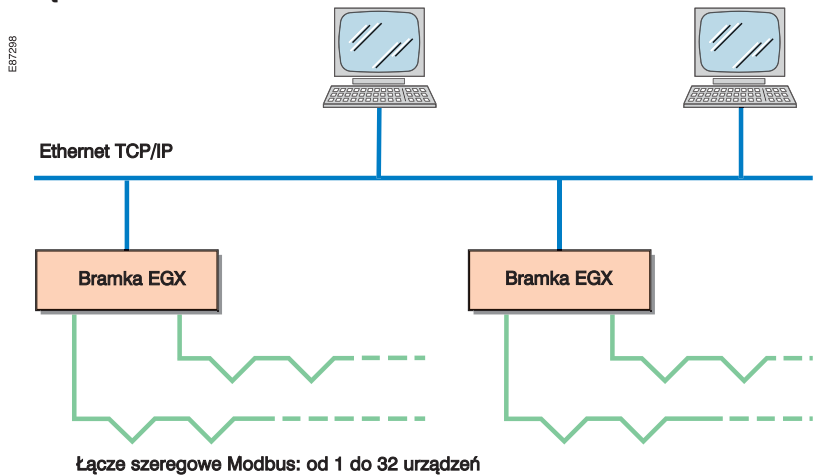 E87298
Ethernet TCP/IP
Bramka EGX
Bramka EGX
Łącze szeregowe Modbus: od 1 do 32 urządzeń